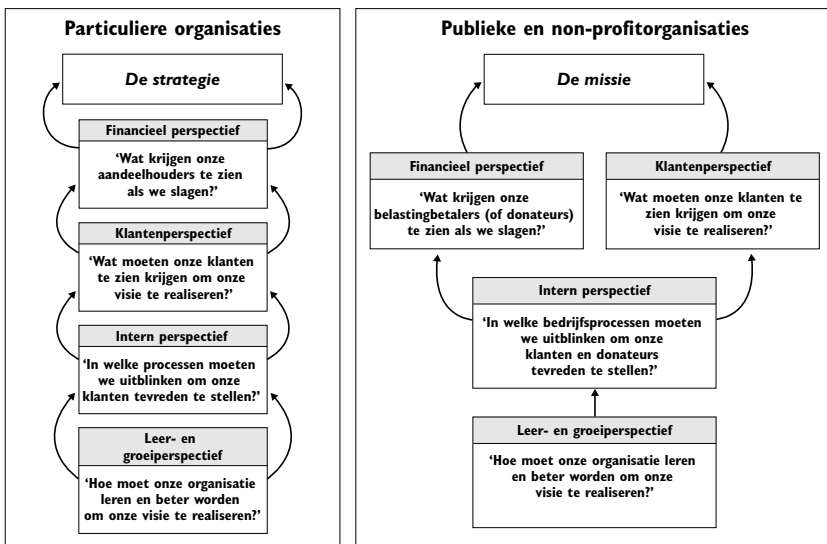 Particuliere organisaties
De strategie
Financieel perspectief
‘Wat krijgen onze
aandeelhouders te zien
als we slagen?’
Klantenperspectief
‘Wat moeten onze klanten
te zien krijgen om onze
visie te realiseren?’
Intern perspectief
‘In welke processen moeten
we uitblinken om onze
klanten tevreden te stellen?’
Leer- en
groeiperspectief
‘Hoe moet onze organisatie
leren en beter worden
om onze visie te realiseren?’
Publieke en non-profitorganisaties
De missie
Financieel perspectief
‘Wat krijgen onze
belastingbetalers (of donateurs)
te zien als we slagen?’
Klantenperspectief
‘Wat moeten onze klanten te
zien krijgen om onze
visie te realiseren?’
Intern perspectief
‘In welke bedrijfsprocessen moeten
we uitblinken om onze
klanten en donateurs
tevreden te stellen?’
Leer- en groeiperspectief
‘Hoe moet onze organisatie leren
en beter worden om onze
visie te realiseren?’